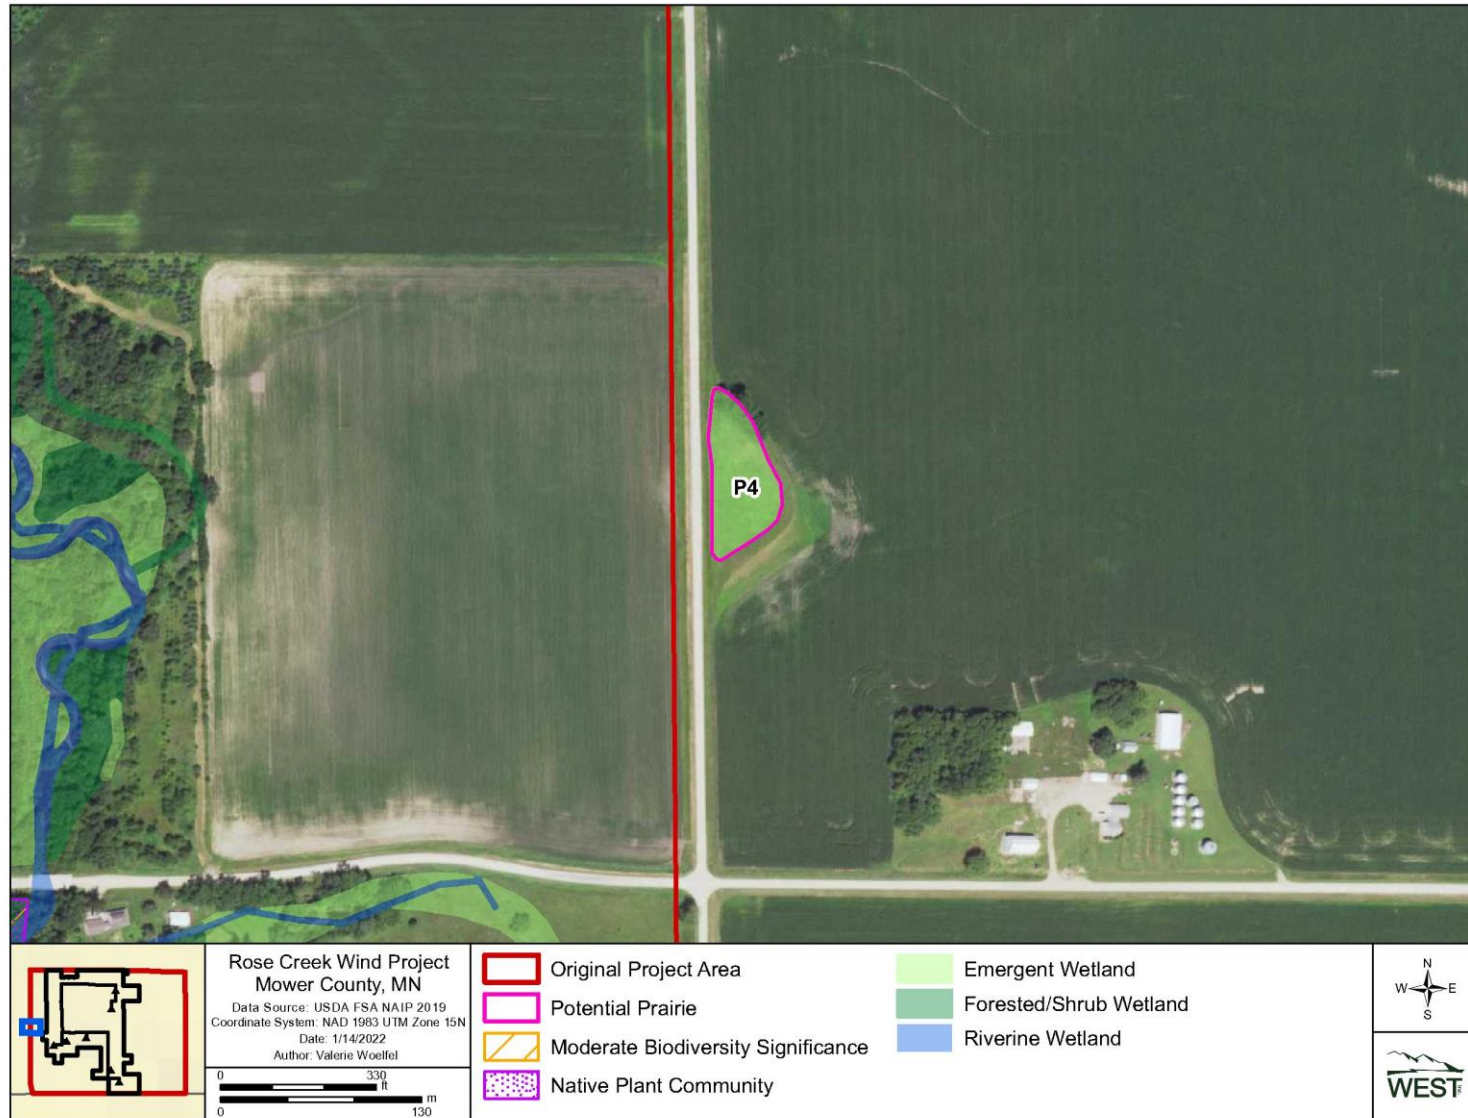 P4
Rose Creek Wind Project
Mower County, MN
Data Source: USDA FSA NAIP 2019
Coordinate System: NAD 1983 UTM Zone 15N
Date: 1/14/2022
Author: Valerie Woelfel
0 330
ft
m
0 130
Original Project Area
Potential Prairie
Moderate Biodiversity Significance
Native Plant Community
Emergent Wetland
Forested/Shrub Wetland
Riverine Wetland
N
W E
S
WEST